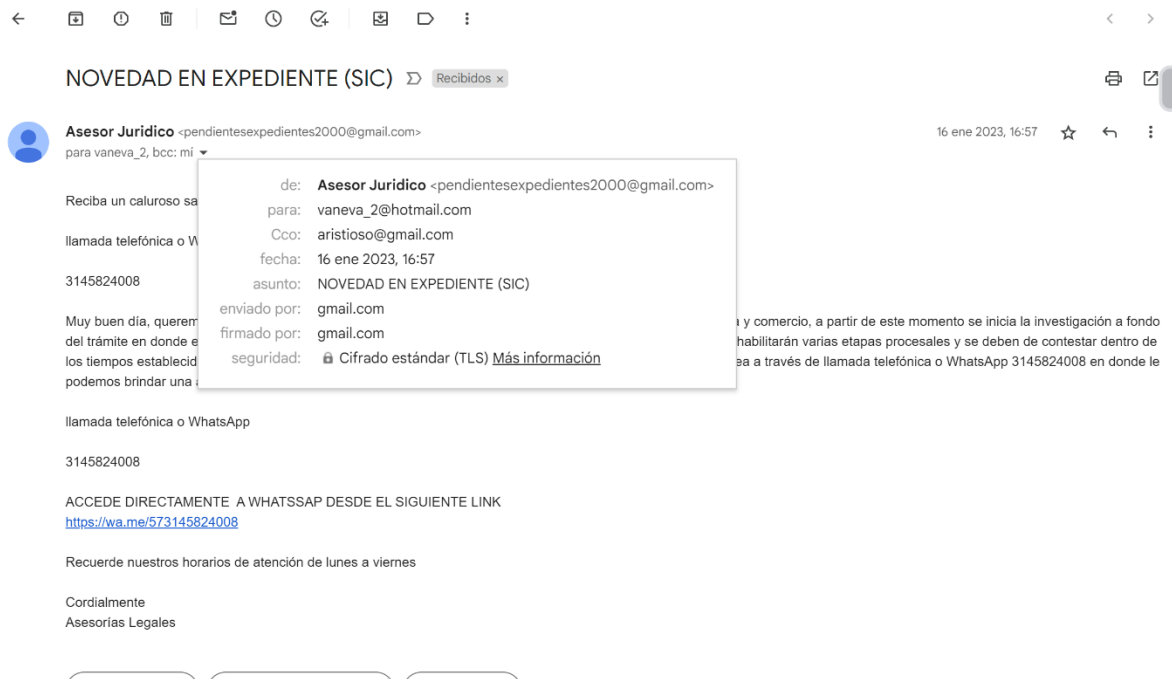 NOVEDAD EN EXPEDIENTE (SIC) Recibidos ×
Asesor Juridico <pendientesexpedientes2000@gmail.com> 16 ene 2023, 16:57
para vaneva_2, bcc: mí
de: Asesor Juridico <pendientesexpedientes2000@gmail.com>
para: vaneva_2@hotmail.com
Cco: aristioso@gmail.com
fecha: 16 ene 2023, 16:57
asunto: NOVEDAD EN EXPEDIENTE (SIC)
enviado por: gmail.com
firmado por: gmail.com
seguridad: Cifrado estándar (TLS) Más información
Reciba un caluroso
llamada telefónica o
3145824008
Muy buen día, y comercio, a partir de este momento se inicia la investigación a fondo
del trámite en donde habilitarán varias etapas procesales y se deben de contestar dentro de
los tiempos a través de llamada telefónica o WhatsApp 3145824008 en donde le
podemos brindar una
llamada telefónica o WhatsApp
3145824008
ACCEDE DIRECTAMENTE A WHATSSAP DESDE EL SIGUIENTE LINK
https://wa.me/573145824008
Recuerde nuestros horarios de atención de lunes a viernes
Cordialmente
Asesorías Legales